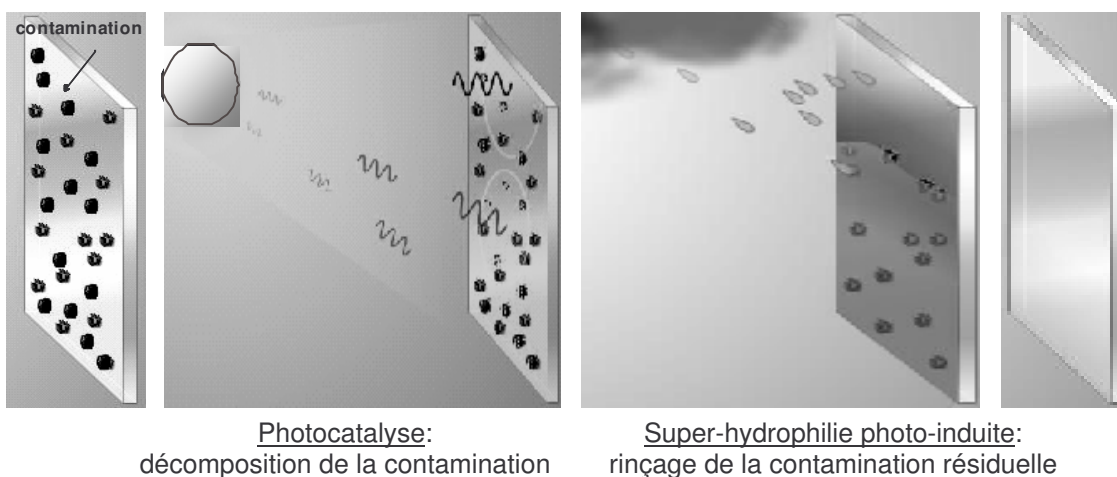 contamination
Photocatalyse:
décomposition de la contamination
Super-hydrophilie photo-induite:
rinçage de la contamination résiduelle